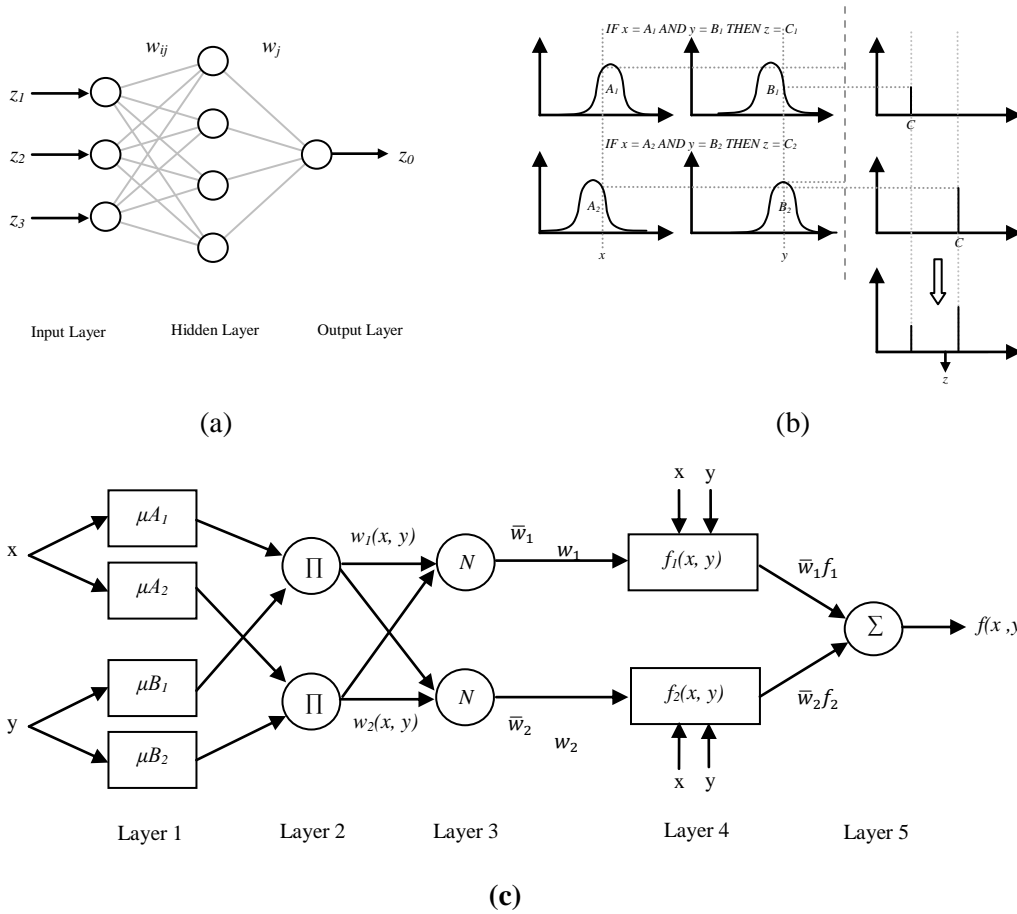 w_ij w_j
z_1
z_2
z_3
z_0
Input Layer Hidden Layer Output Layer
(a)
IF x = A_1 AND y = B_1 THEN z = C_1
A_1 B_1
C
IF x = A_2 AND y = B_2 THEN z = C_2
A_2 B_2
x y C
z
(b)
x y
μA_1
x
μA_2
μB_1
y
μB_2
∏
∏
w_1(x, y)
w_2(x, y)
N
N
w̅_1 w_1
w̅_2 w_2
f_1(x, y)
f_2(x, y)
x y
w̅_1f_1
w̅_2f_2
∑
f(x ,y
Layer 1 Layer 2 Layer 3 Layer 4 Layer 5
(c)